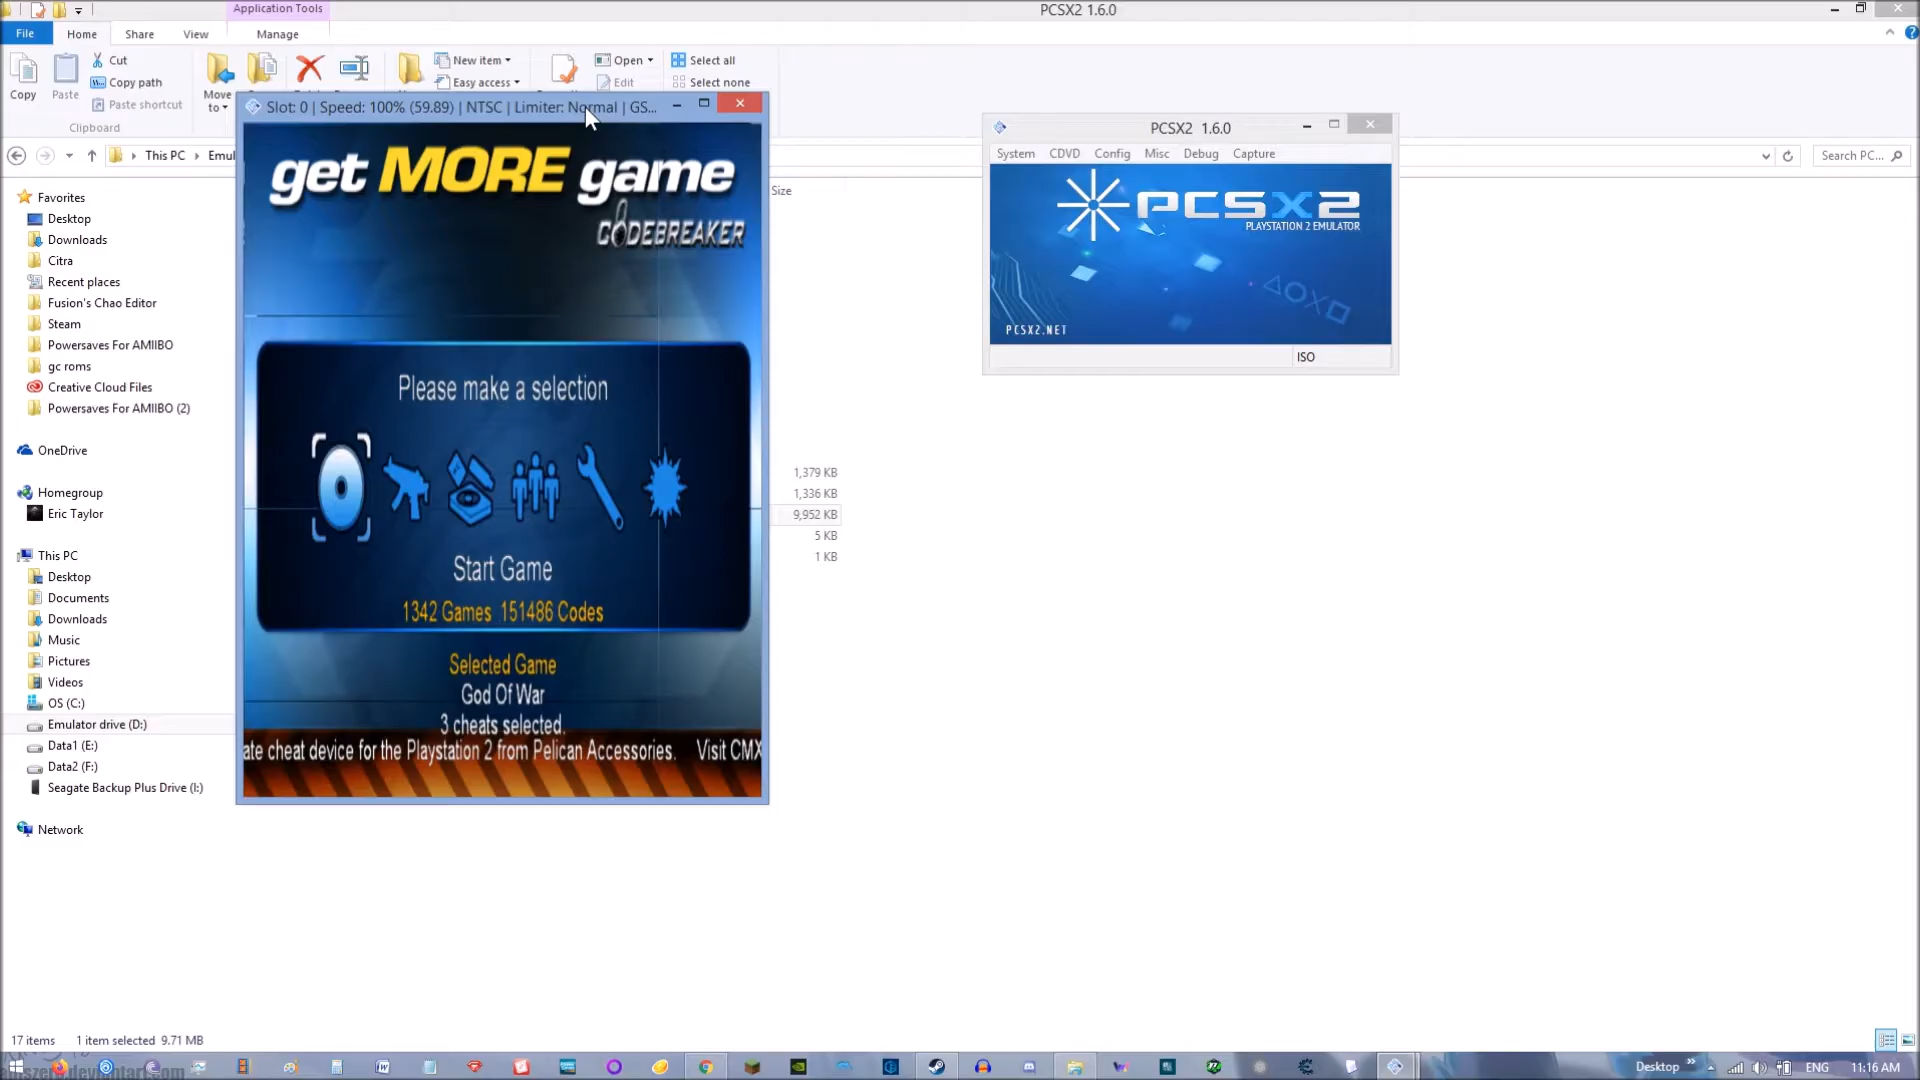 Application Tools
PCSX2 1.6.0
File
Home
Share
View
Manage
Copy
Paste
Cut
Copy path
Paste shortcut
Clipboard
Move
to
New item
Easy access
Open
Edit
Select all
Select none
This PC
Emul
Search PC...
Size
Favorites
Desktop
Downloads
Citra
Recent places
Fusion's Chao Editor
Steam
Powersaves For AMIIBO
gc roms
Creative Cloud Files
Powersaves For AMIIBO (2)
OneDrive
Homegroup
Eric Taylor
This PC
Desktop
Documents
Downloads
Music
Pictures
Videos
OS (C:)
Emulator drive (D:)
Data1 (E:)
Data2 (F:)
Seagate Backup Plus Drive (I:)
Network
Slot: 0 | Speed: 100% (59.89) | NTSC | Limiter: Normal | GS...
get MORE game
CODEBREAKER
Please make a selection
Start Game
1342 Games 151486 Codes
Selected Game
God Of War
3 cheats selected.
ate cheat device for the Playstation 2 from Pelican Accessories. Visit CMX
1,379 KB
1,336 KB
9,952 KB
5 KB
1 KB
PCSX2 1.6.0
System
CDVD
Config
Misc
Debug
Capture
PCSX2
PLAYSTATION 2 EMULATOR
PCSX2.NET
ISO
17 items
1 item selected 9.71 MB
Desktop
ENG
11:16 AM